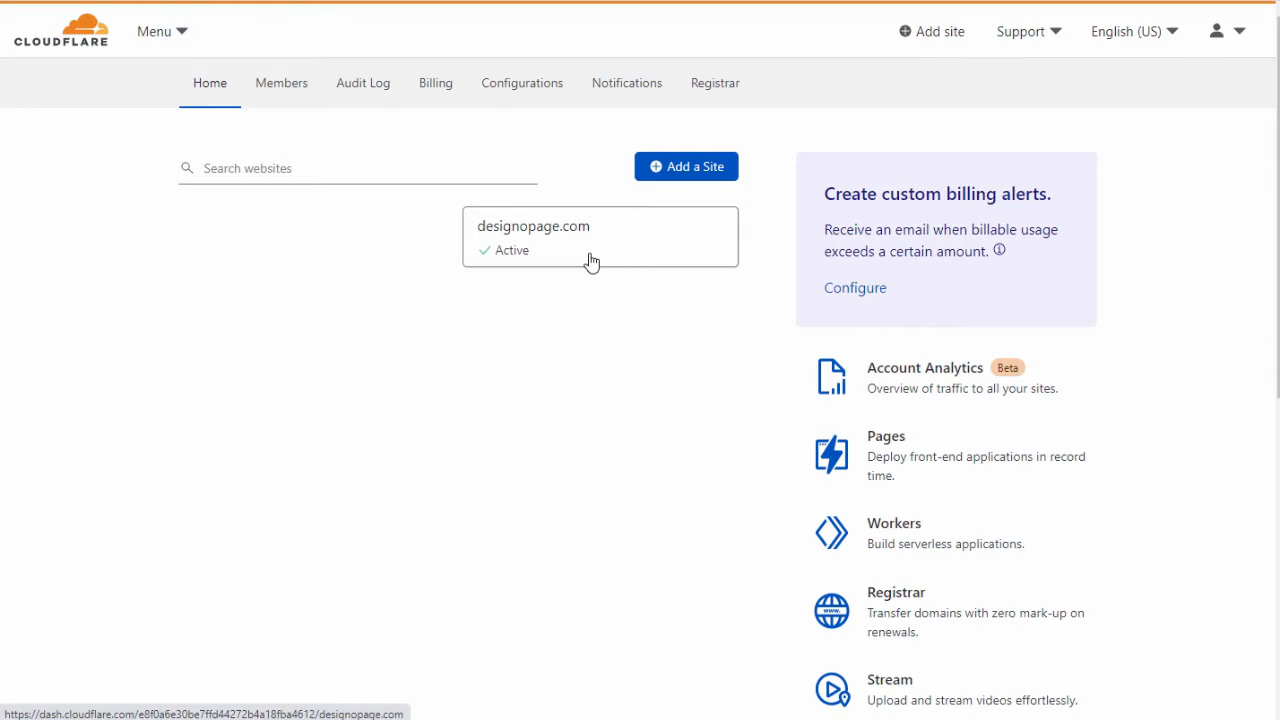 CLOUDFLARE
Menu
Add site
Support
English (US)
Home
Members
Audit Log
Billing
Configurations
Notifications
Registrar
Search websites
Add a Site
designopage.com
Active
Create custom billing alerts.
Receive an email when billable usage
exceeds a certain amount.
Configure
Account Analytics Beta
Overview of traffic to all your sites.
Pages
Deploy front-end applications in record
time.
Workers
Build serverless applications.
www.
Registrar
Transfer domains with zero mark-up on
renewals.
Stream
Upload and stream videos effortlessly.
https://dash.cloudflare.com/e8f0a6e30be7ffd44272b4a18fba4612/designopage.com